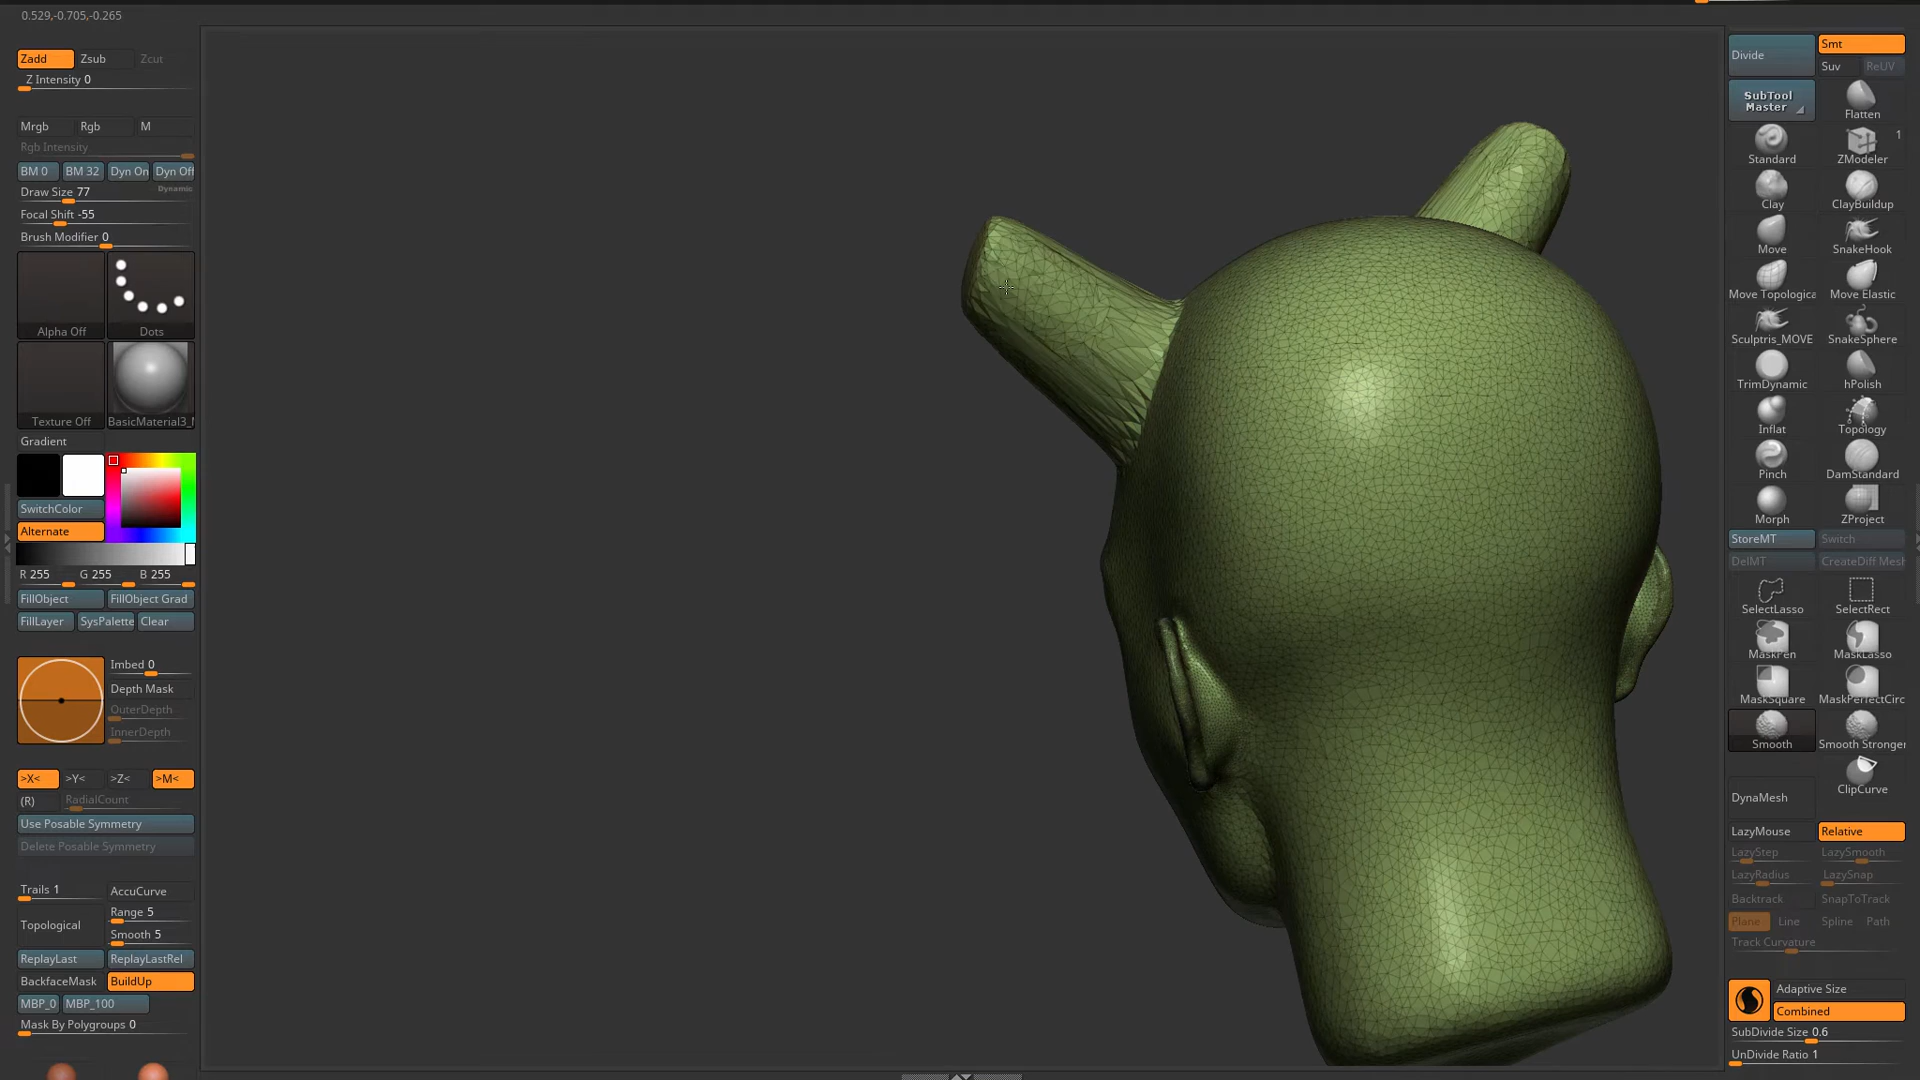 0.529,-0.705,-0.265
Zadd Zsub Zcut
Z Intensity 0
Mrgb Rgb M
Rgb Intensity
BM 0 BM 32 Dyn On Dyn Off
Draw Size 77 Dynamic
Focal Shift -55
Brush Modifier 0
Alpha Off Dots
Texture Off BasicMaterial3_
Gradient
SwitchColor
Alternate
R 255 G 255 B 255
FillObject FillObject Grad
FillLayer SysPalette Clear
Imbed 0
Depth Mask
OuterDepth
InnerDepth
>X< >Y< >Z< >M<
(R) RadialCount
Use Posable Symmetry
Delete Posable Symmetry
Trails 1 AccuCurve
Topological Range 5
Smooth 5
ReplayLast ReplayLastRel
BackfaceMask BuildUp
MBP_0 MBP_100
Mask By Polygroups 0
Divide Smt
Suv ReUV
SubTool
Master Flatten
Standard ZModeler 1
Clay ClayBuildup
Move SnakeHook
Move Topologica Move Elastic
Sculptris_MOVE SnakeSphere
TrimDynamic hPolish
Inflat Topology
Pinch DamStandard
Morph ZProject
StoreMT Switch
DelMT CreateDiff Mesh
SelectLasso SelectRect
MaskPen MaskLasso
MaskSquare MaskPerfectCirc
Smooth Smooth Stronger
DynaMesh ClipCurve
LazyMouse Relative
LazyStep LazySmooth
LazyRadius LazySnap
Backtrack SnapToTrack
Plane Line Spline Path
Track Curvature
Adaptive Size
Combined
SubDivide Size 0.6
UnDivide Ratio 1